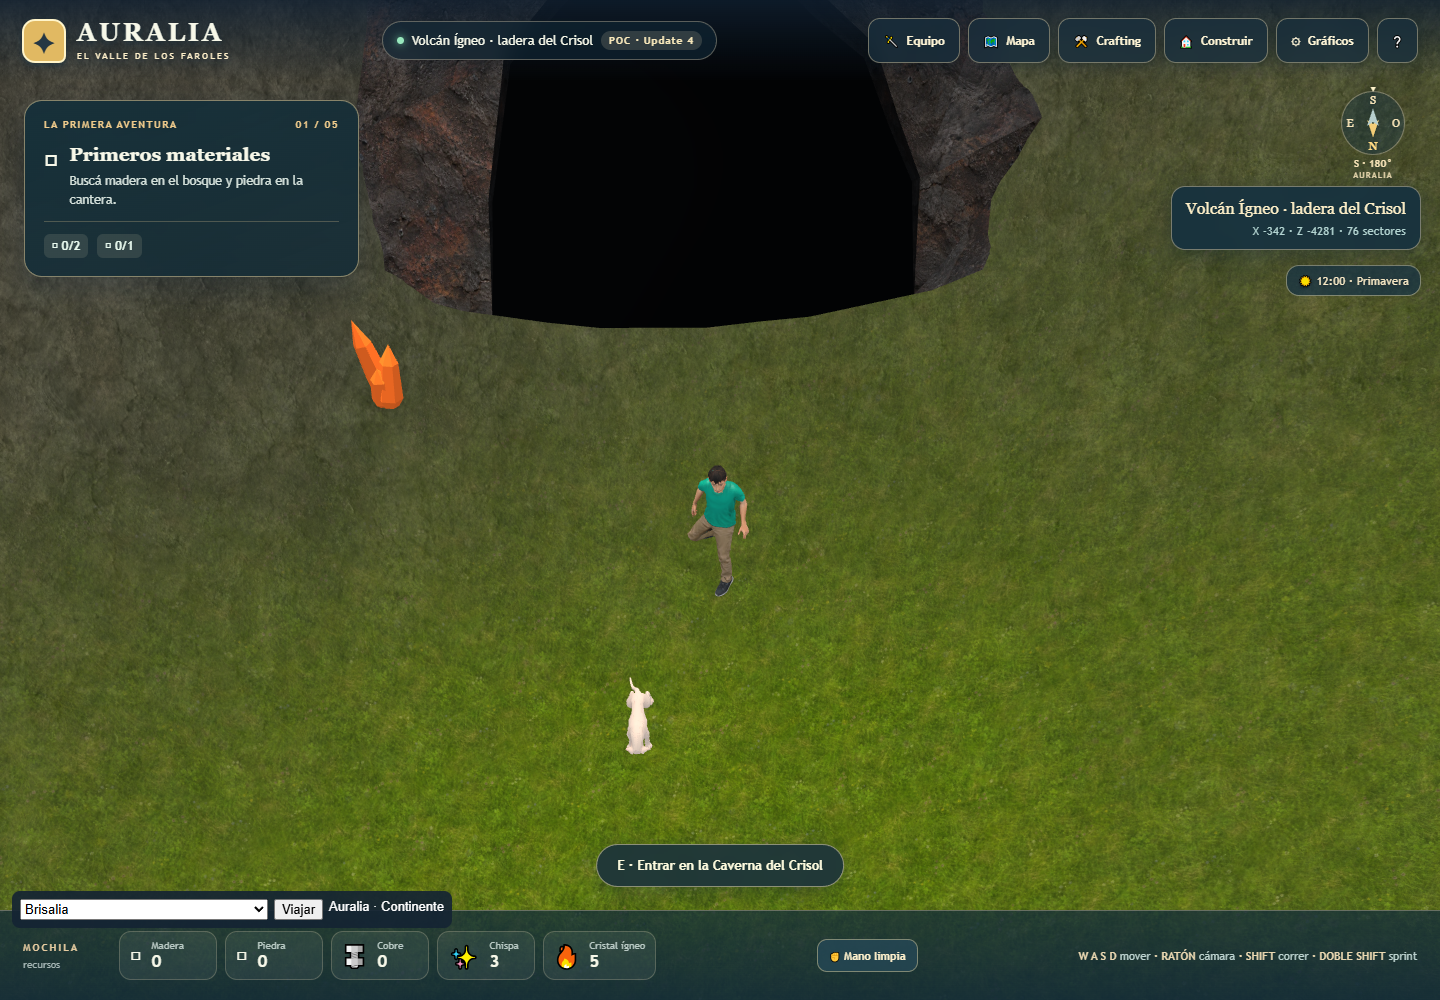 AURALIA
EL VALLE DE LOS FAROLES
Volcán Ígneo · ladera del Crisol POC · Update 4
Equipo
Mapa
Crafting
Construir
Gráficos
?
LA PRIMERA AVENTURA 01 / 05
Primeros materiales
Buscá madera en el bosque y piedra en la
cantera.
0/2 0/1
S
E O
N
S · 180°
AURALIA
Volcán Ígneo · ladera del Crisol
X -342 · Z -4281 · 76 sectores
12:00 · Primavera
E · Entrar en la Caverna del Crisol
Brisalia Viajar Auralia · Continente
MOCHILA
recursos
Madera
0
Piedra
0
Cobre
0
Chispa
3
Cristal ígneo
5
Mano limpia
W A S D mover · RATÓN cámara · SHIFT correr · DOBLE SHIFT sprint